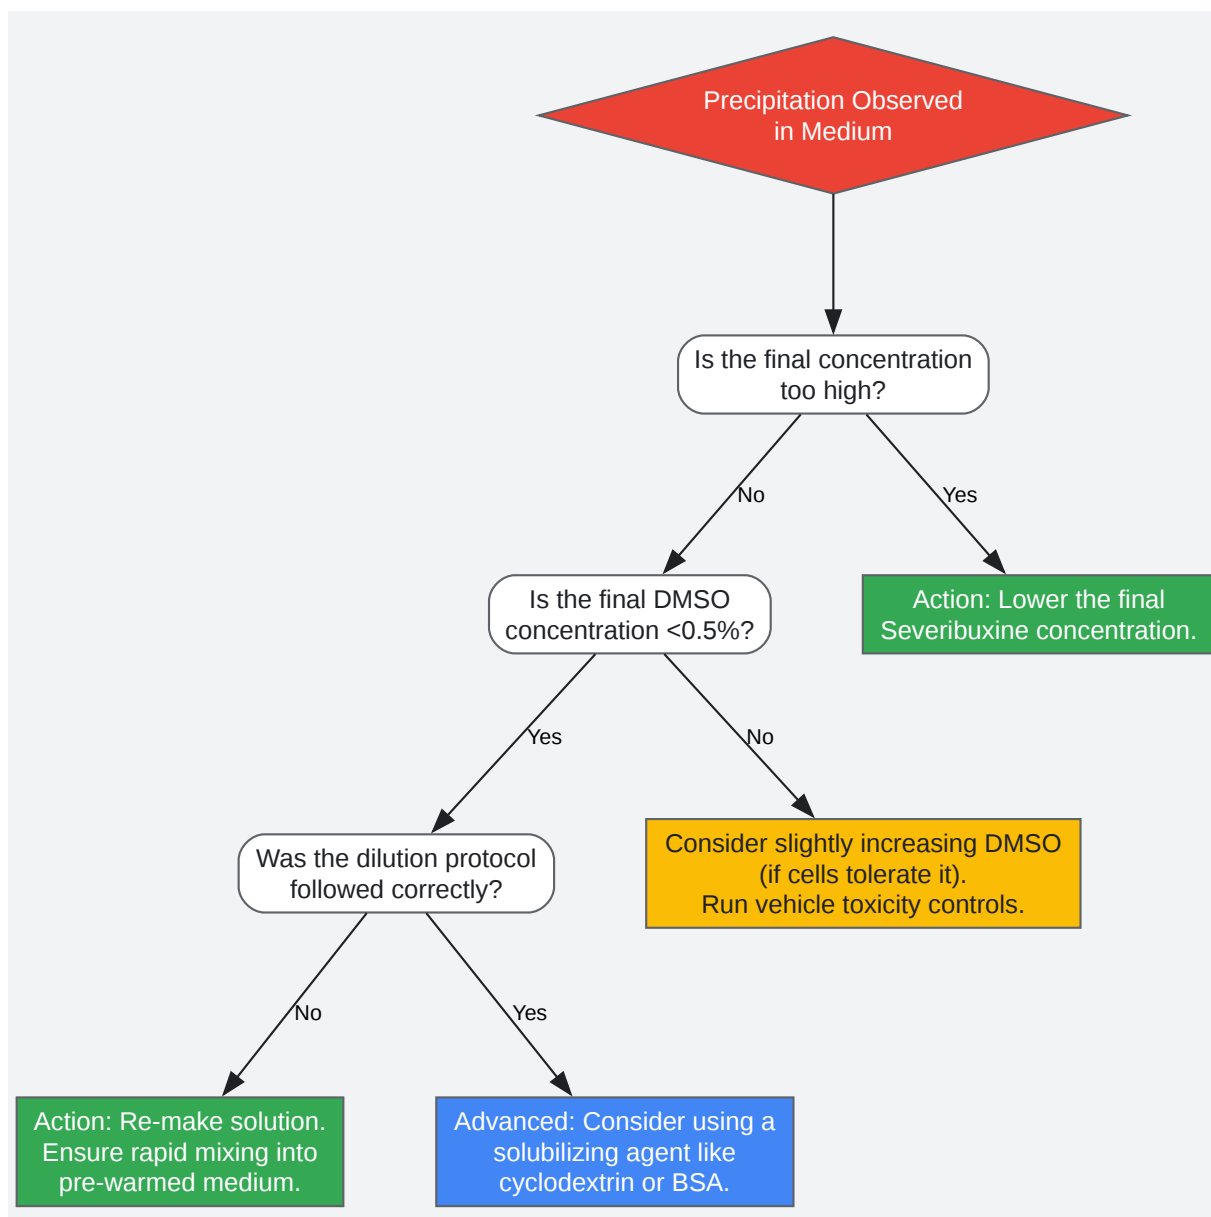 Precipitation Observed
in Medium
Is the final concentration
too high?
No
Yes
Is the final DMSO
concentration <0.5%?
Action: Lower the final
Severibuxine concentration.
Yes
No
Was the dilution protocol
followed correctly?
Consider slightly increasing DMSO
(if cells tolerate it).
Run vehicle toxicity controls.
No
Yes
Action: Re-make solution.
Ensure rapid mixing into
pre-warmed medium.
Advanced: Consider using a
solubilizing agent like
cyclodextrin or BSA.